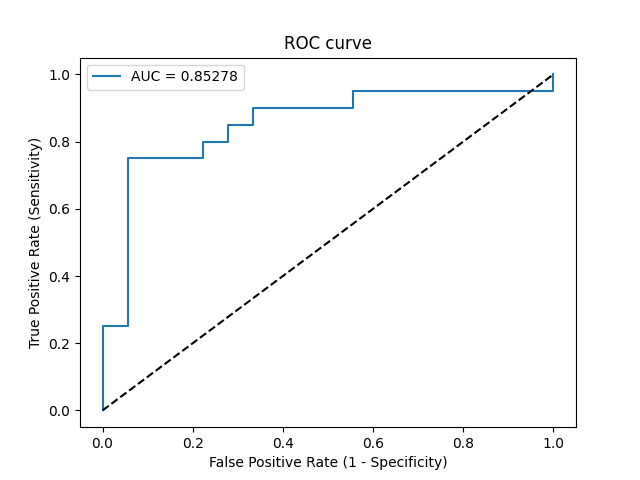 ROC curve
AUC = 0.85278
True Positive Rate (Sensitivity)
1.0
0.8
0.6
0.4
0.2
0.0
0.0 0.2 0.4 0.6 0.8 1.0
False Positive Rate (1 - Specificity)